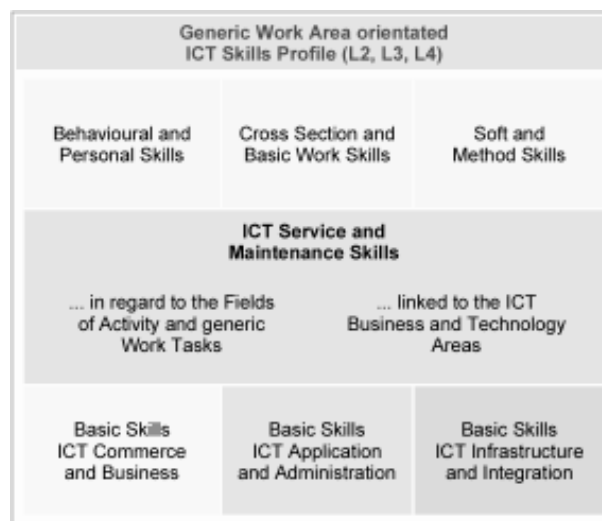 Generic Work Area orientated
ICT Skills Profile (L2, L3, L4)
Behavioural and
Personal Skills
Cross Section and
Basic Work Skills
Soft and
Method Skills
ICT Service and
Maintenance Skills
... in regard to the Fields
of Activity and generic
Work Tasks
... linked to the ICT
Business and Technology
Areas
Basic Skills
ICT Commerce
and Business
Basic Skills
ICT Application
and Administration
Basic Skills
ICT Infrastructure
and Integration